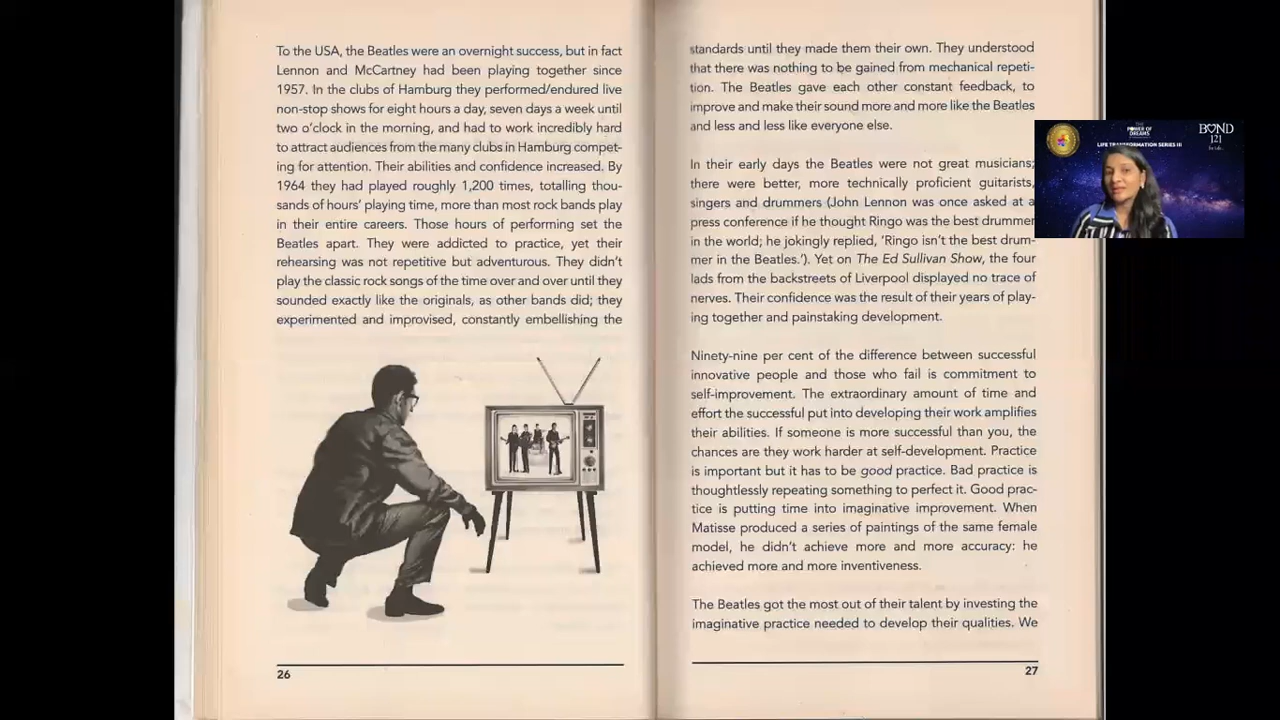 To the USA, the Beatles were an overnight success, but in fact
Lennon and McCartney had been playing together since
1957. In the clubs of Hamburg they performed/endured live
non-stop shows for eight hours a day, seven days a week until
two o'clock in the morning, and had to work incredibly hard
to attract audiences from the many clubs in Hamburg compet-
ing for attention. Their abilities and confidence increased. By
1964 they had played roughly 1,200 times, totalling thou-
sands of hours' playing time, more than most rock bands play
in their entire careers. Those hours of performing set the
Beatles apart. They were addicted to practice, yet their
rehearsing was not repetitive but adventurous. They didn't
play the classic rock songs of the time over and over until they
sounded exactly like the originals, as other bands did; they
experimented and improvised, constantly embellishing the
26
standards until they made them their own. They understood
that there was nothing to be gained from mechanical repeti-
tion. The Beatles gave each other constant feedback, to
improve and make their sound more and more like the Beatles
and less and less like everyone else.
In their early days the Beatles were not great musicians;
there were better, more technically proficient guitarists,
singers and drummers (John Lennon was once asked at a
press conference if he thought Ringo was the best drummer
in the world; he jokingly replied, 'Ringo isn't the best drum-
mer in the Beatles.'). Yet on The Ed Sullivan Show, the four
lads from the backstreets of Liverpool displayed no trace of
nerves. Their confidence was the result of their years of play-
ing together and painstaking development.
Ninety-nine per cent of the difference between successful
innovative people and those who fail is commitment to
self-improvement. The extraordinary amount of time and
effort the successful put into developing their work amplifies
their abilities. If someone is more successful than you, the
chances are they work harder at self-development. Practice
is important but it has to be good practice. Bad practice is
thoughtlessly repeating something to perfect it. Good prac-
tice is putting time into imaginative improvement. When
Matisse produced a series of paintings of the same female
model, he didn't achieve more and more accuracy: he
achieved more and more inventiveness.
The Beatles got the most out of their talent by investing the
imaginative practice needed to develop their qualities. We
27
THE
POWER OF
DREAMS
LIFE TRANSFORMATION SERIES III
BOND
121